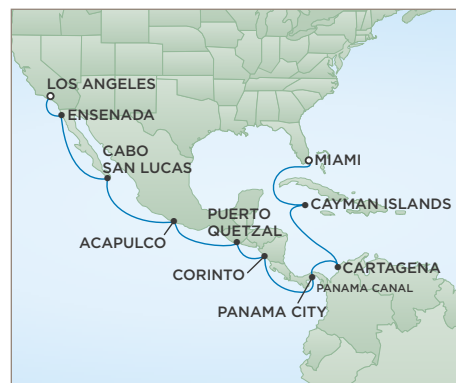 LOS ANGELES
ENSENADA
CABO
SAN LUCAS
MIAMI
CAYMAN ISLANDS
PUERTO
QUETZAL
ACAPULCO
CORINTO
CARTAGENA
PANAMA CANAL
PANAMA CITY